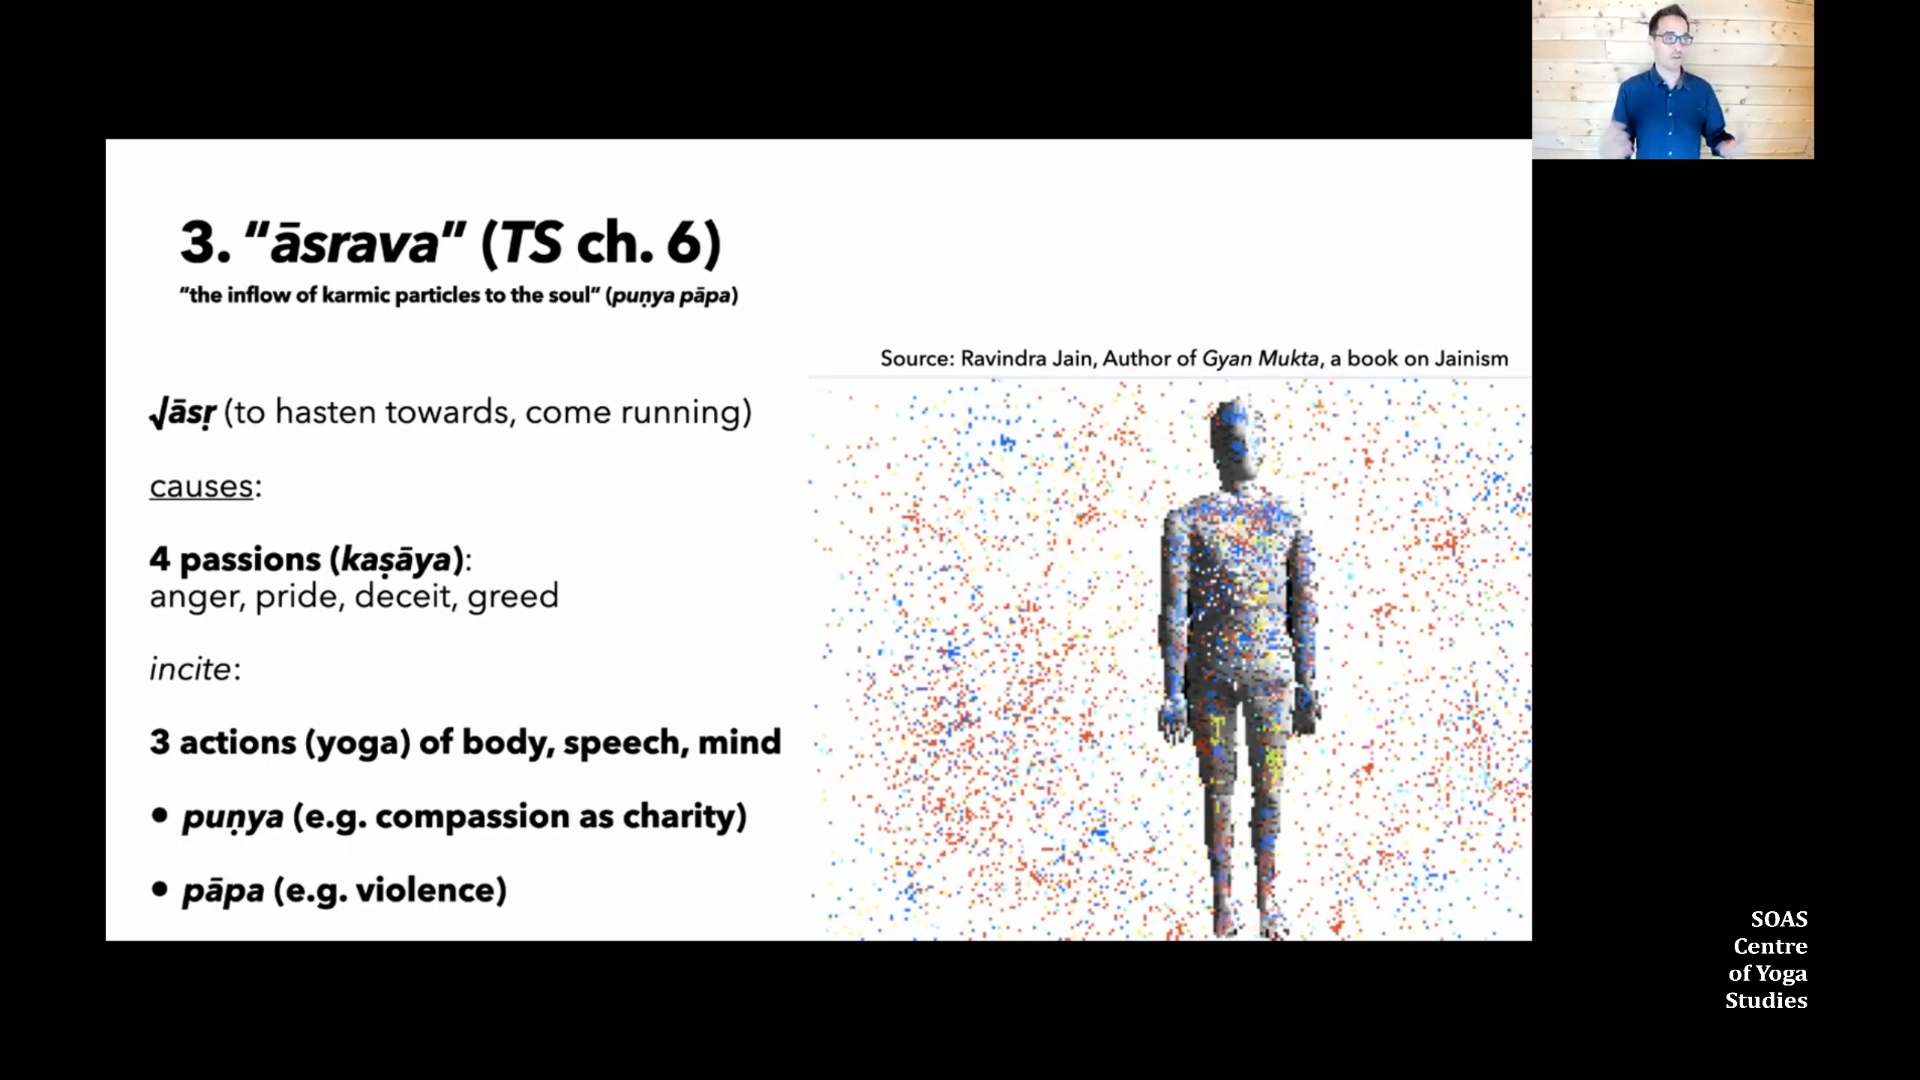 3. “āsrava” (TS ch. 6)
“the inflow of karmic particles to the soul” (puṇya pāpa)
Source: Ravindra Jain, Author of Gyan Mukta, a book on Jainism
√āsṛ (to hasten towards, come running)
causes:
4 passions (kaṣāya):
anger, pride, deceit, greed
incite:
3 actions (yoga) of body, speech, mind
• puṇya (e.g. compassion as charity)
• pāpa (e.g. violence)
SOAS
Centre
of Yoga
Studies